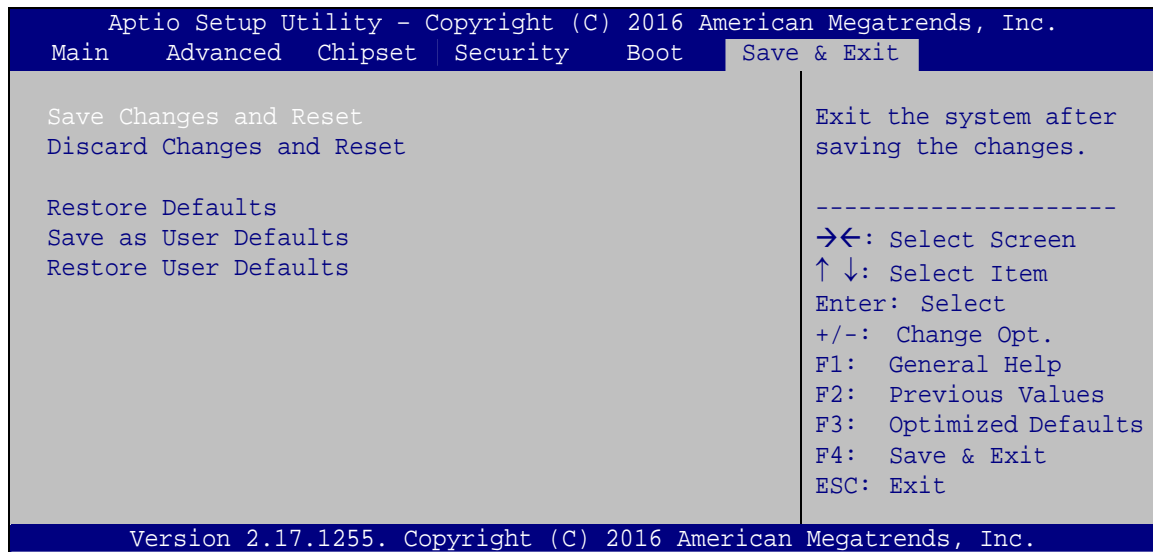 Aptio Setup Utility – Copyright (C) 2016 American Megatrends, Inc.
Main Advanced Chipset Security Boot Save & Exit
Save Changes and Reset
Discard Changes and Reset
Restore Defaults
Save as User Defaults
Restore User Defaults
Exit the system after
saving the changes.
---------------------
→←: Select Screen
↑ ↓: Select Item
Enter: Select
+/-: Change Opt.
F1: General Help
F2: Previous Values
F3: Optimized Defaults
F4: Save & Exit
ESC: Exit
Version 2.17.1255. Copyright (C) 2016 American Megatrends, Inc.